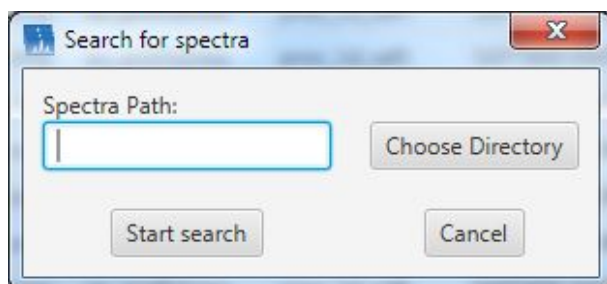 Search for spectra
Spectra Path:
Choose Directory
Start search
Cancel